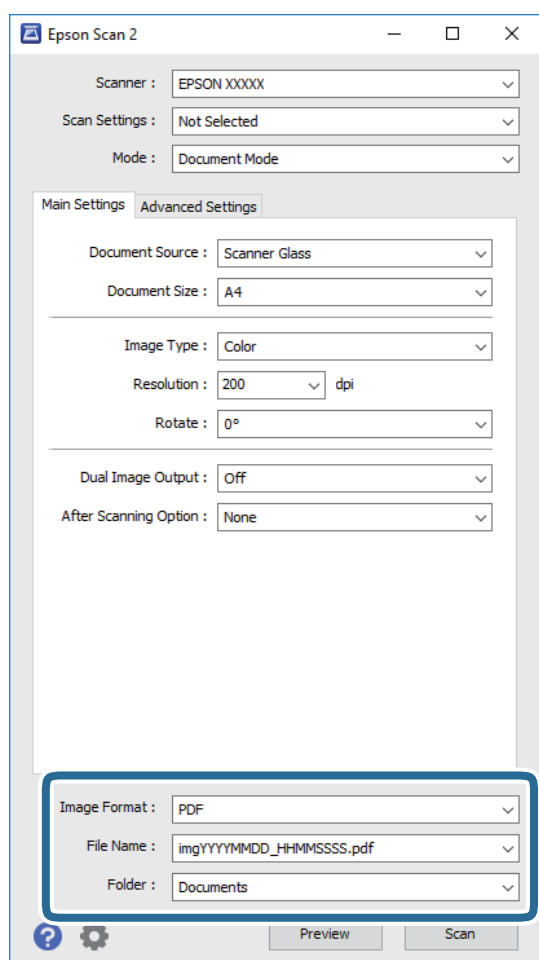 Epson Scan 2
Scanner : EPSON XXXXX
Scan Settings : Not Selected
Mode : Document Mode
Main Settings Advanced Settings
Document Source : Scanner Glass
Document Size : A4
Image Type : Color
Resolution : 200 dpi
Rotate : 0°
Dual Image Output : Off
After Scanning Option : None
Image Format : PDF
File Name : imgYYYYMMDD_HHMMSSSS.pdf
Folder : Documents
? Preview Scan